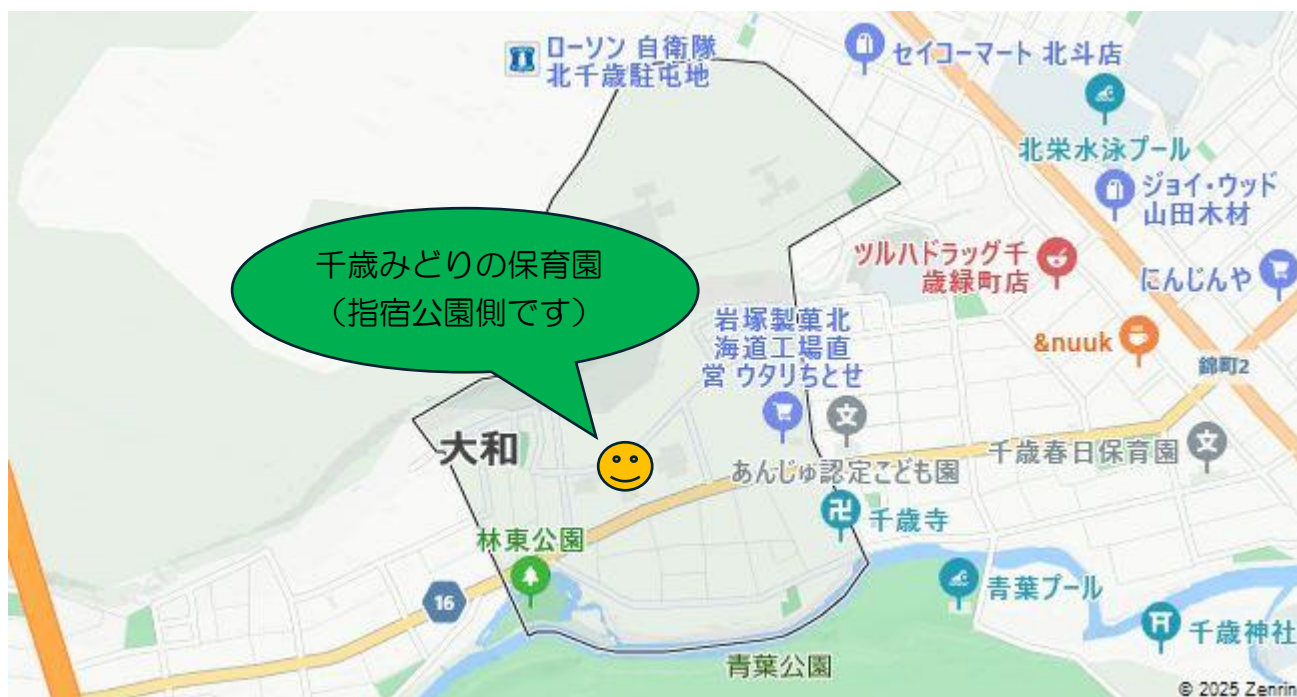 ローソン 自衛隊
北千歳駐屯地
セイコーマート 北斗店
北栄水泳プール
ジョイ・ウッド
山田木材
ツルハドラッグ千
歳緑町店
にんじんや
千歳みどりの保育園
（指宿公園側です）
岩塚製菓北
海道工場直
営 ウタリちとせ
&nuuk
錦町2
大和
あんじゅ認定こども園
千歳春日保育園
千歳寺
林東公園
16
青葉プール
千歳神社
青葉公園
© 2025 Zenrin